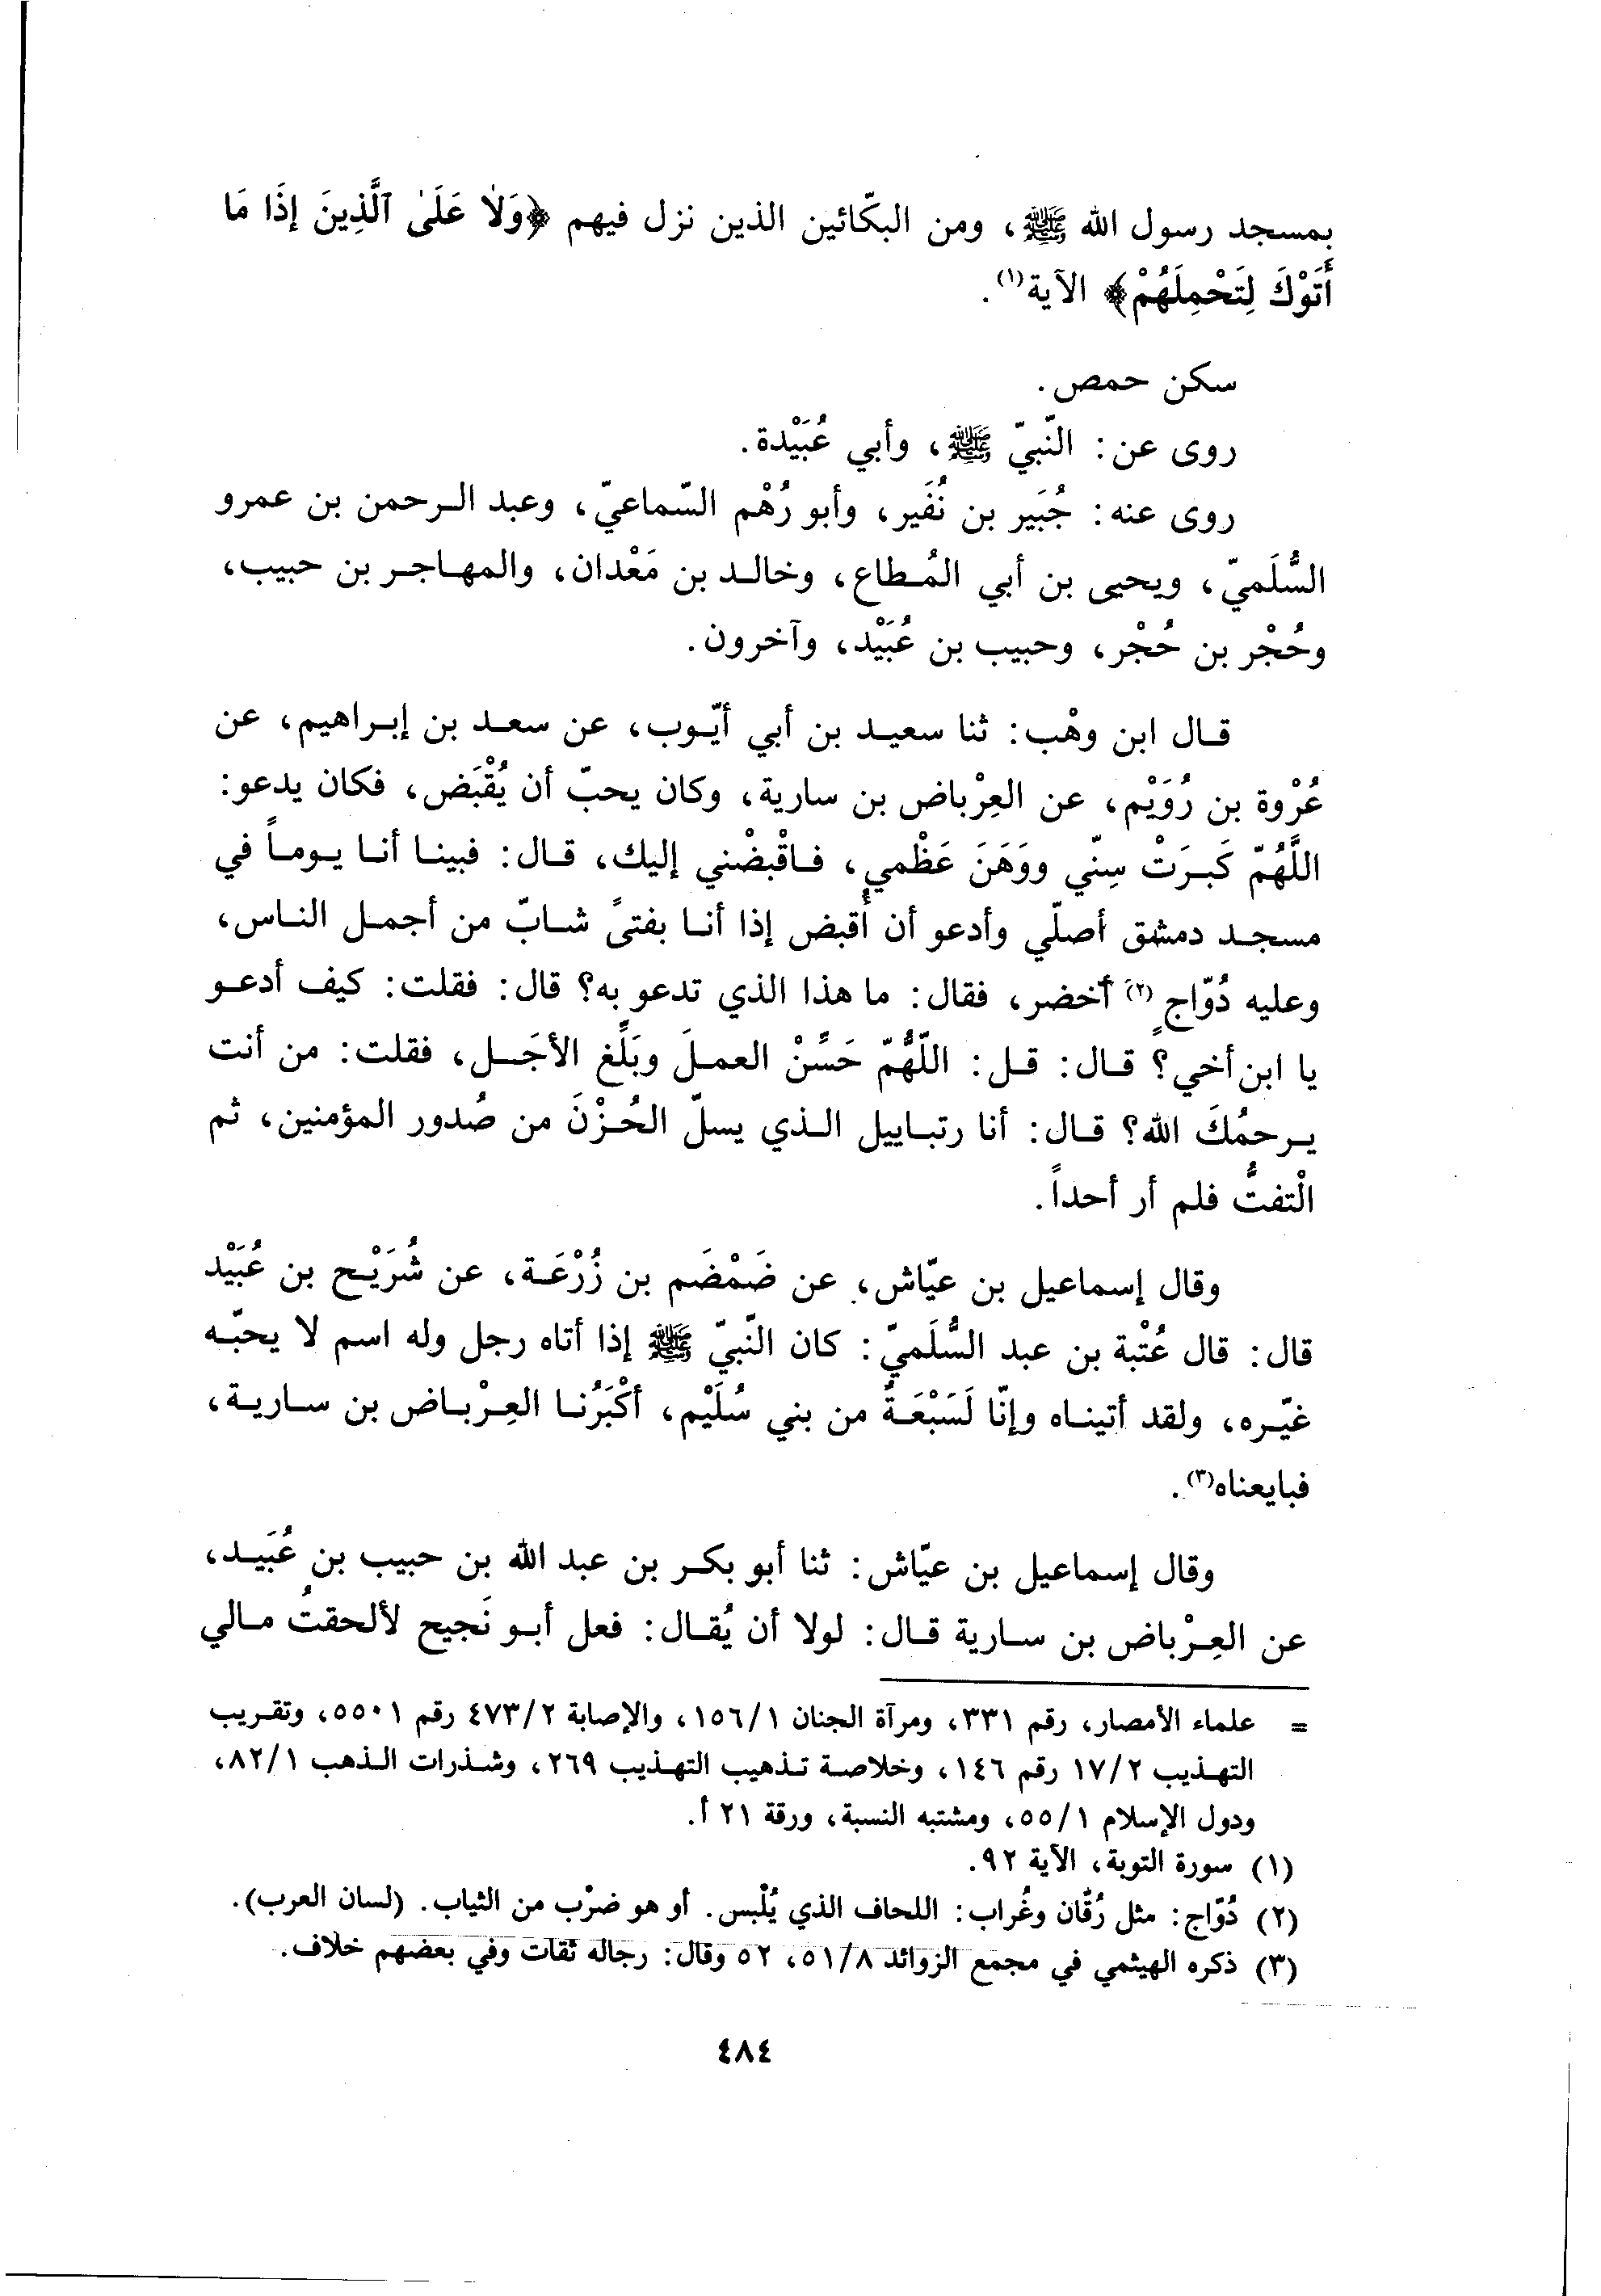 بمسجد رسول الله ﷺ، ومن البكّائين الذين نزل فيهم ﴿وَلَا عَلَىٰ ٱلَّذِينَ إِذَا مَا
أَتَوْكَ لِتَحْمِلَهُمْ﴾ الآية(١).
سكن حمص.
روى عن: النّبيّ ﷺ، وأبي عُبَيْدة.
روى عنه: جُبَير بن نُفَير، وأبو رُهْم السّماعيّ، وعبد الرحمن بن عمرو
السُّلَميّ، ويحيى بن أبي المُطاع، وخالد بن مَعْدان، والمهاجر بن حبيب،
وحُجْر بن حُجْر، وحبيب بن عُبَيْد، وآخرون.
قال ابن وهْب: ثنا سعيد بن أبي أيّوب، عن سعد بن إبراهيم، عن
عُرْوة بن رُوَيْم، عن العِرْباض بن سارية، وكان يحبّ أن يُقْبَض، فكان يدعو:
اللَّهُمّ كَبرَتْ سِنّي ووَهَنَ عَظْمي، فاقْبضْني إليك، قال: فبينا أنا يوماً في
مسجد دمشق أصلّي وأدعو أن أُقبض إذا أنا بفتىً شابّ من أجمل الناس،
وعليه دُوّاجٍ(٢) أخضر، فقال: ما هذا الذي تدعو به؟ قال: فقلت: كيف أدعو
يا ابن أخي؟ قال: قل: اللّهُمّ حَسِّنْ العملَ وبَلِّغ الأجَل، فقلت: من أنت
يرحمُكَ الله؟ قال: أنا رتباييل الذي يسلّ الحُزْنَ من صُدور المؤمنين، ثم
الْتفتُّ فلم أر أحداً.
وقال إسماعيل بن عيّاش، عن ضَمْضَم بن زُرْعَة، عن شُرَيْح بن عُبَيْد
قال: قال عُتْبة بن عبد السُّلَميّ: كان النّبيّ ﷺ إذا أتاه رجل وله اسم لا يحبّه
غيّره، ولقد أتيناه وإنّا لَسَبْعَةٌ من بني سُلَيْم، أكْبَرُنا العِرْباض بن سارية،
فبايعناه(٣).
وقال إسماعيل بن عيّاش: ثنا أبو بكر بن عبد الله بن حبيب بن عُبَيد،
عن العِرْباض بن سارية قال: لولا أن يُقال: فعل أبو نَجيح لألحقتُ مالي
= علماء الأمصار، رقم ٣٣١، ومرآة الجنان ١٥٦/١، والإصابة ٤٧٣/٢ رقم ٥٥٠١، وتقريب
التهذيب ١٧/٢ رقم ١٤٦، وخلاصة تذهيب التهذيب ٢٦٩، وشذرات الذهب ٨٢/١،
ودول الإسلام ٥٥/١، ومشتبه النسبة، ورقة ٢١ أ.
(١) سورة التوبة، الآية ٩٢.
(٢) دُوّاج: مثل رُمّان وغُراب: اللحاف الذي يُلْبس. أو هو ضرْب من الثياب. (لسان العرب).
(٣) ذكره الهيثمي في مجمع الزوائد ٥١/٨، ٥٢ وقال: رجاله ثقات وفي بعضهم خلاف.
٤٨٤